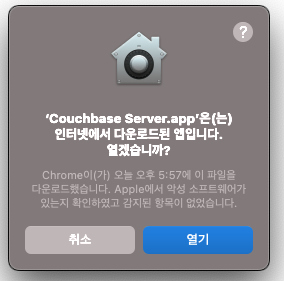 ?
‘Couchbase Server.app’은(는)
인터넷에서 다운로드된 앱입니다.
열겠습니까?
Chrome이(가) 오늘 오후 5:57에 이 파일을
다운로드했습니다. Apple에서 악성 소프트웨어가
있는지 확인하였고 감지된 항목이 없었습니다.
취소
열기